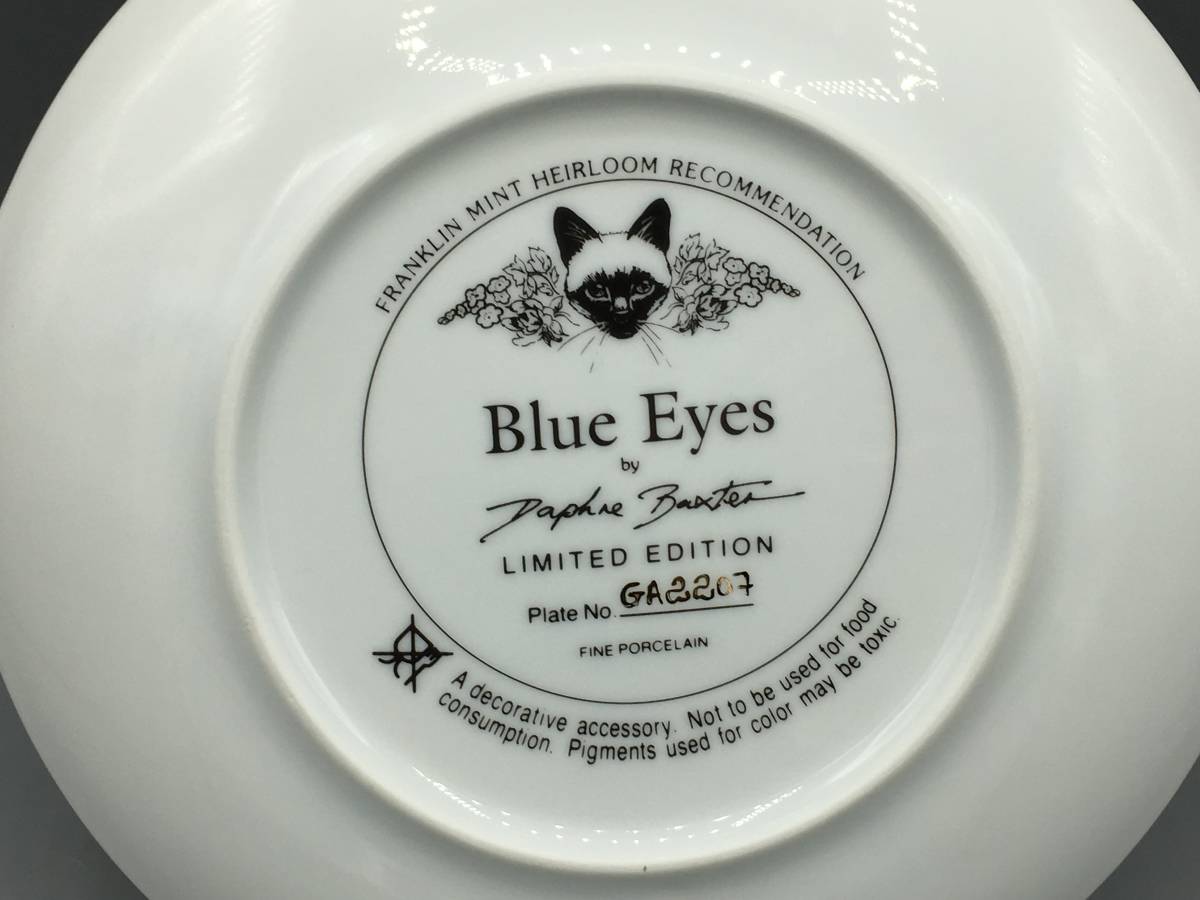 FRANKLIN MINT HEIRLOOM RECOMMENDATION
Blue Eyes
by
Daphne Baxter
LIMITED EDITION
Plate No. GA2207
FINE PORCELAIN
A decorative accessory. Not to be used for food
consumption. Pigments used for color may be toxic.